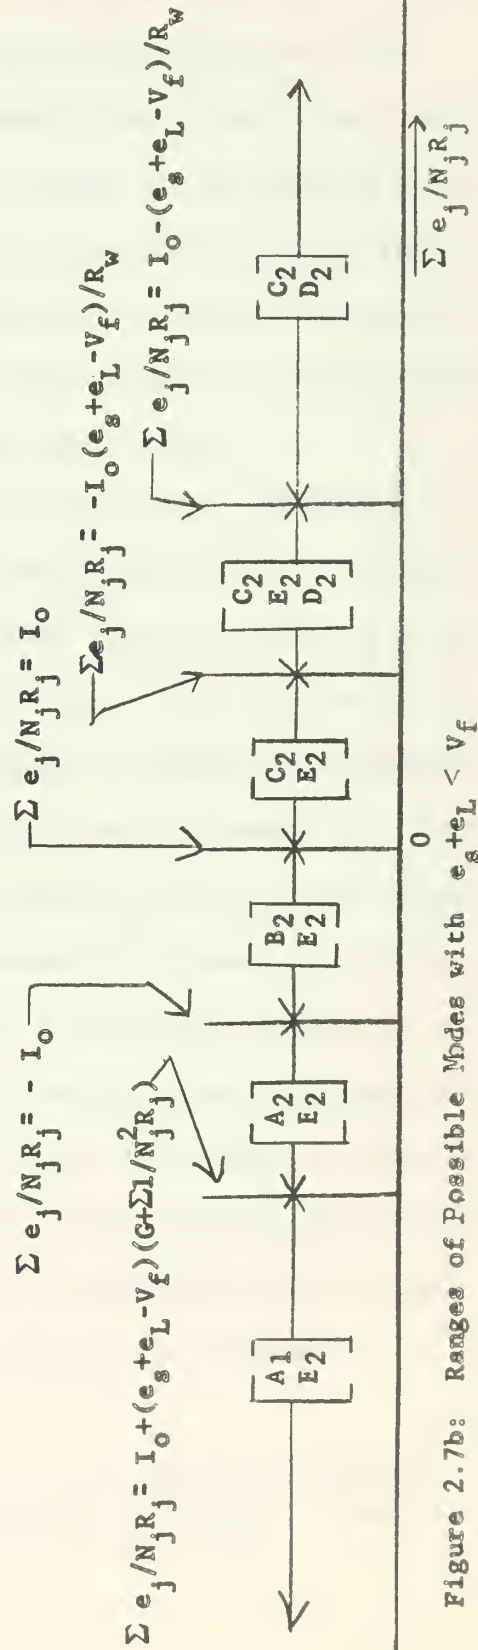 Σ e_j/N_jR_j = I_o+(e_s+e_L-V_f)(G+Σ1/N_j^2R_j)
Σ e_j/N_jR_j = - I_o
Σ e_j/N_jR_j = I_o
Σe_j/N_jR_j = -I_o(e_s+e_L-V_f)/R_w
Σ e_j/N_jR_j = I_o-(e_s+e_L-V_f)/R_w
A1
E2
A2
E2
B2
E2
C2
E2
C2
E2
D2
C2
D2
0
Σ e_j/N_jR_j
Figure 2.7b: Ranges of Possible Modes with e_s+e_L < V_f